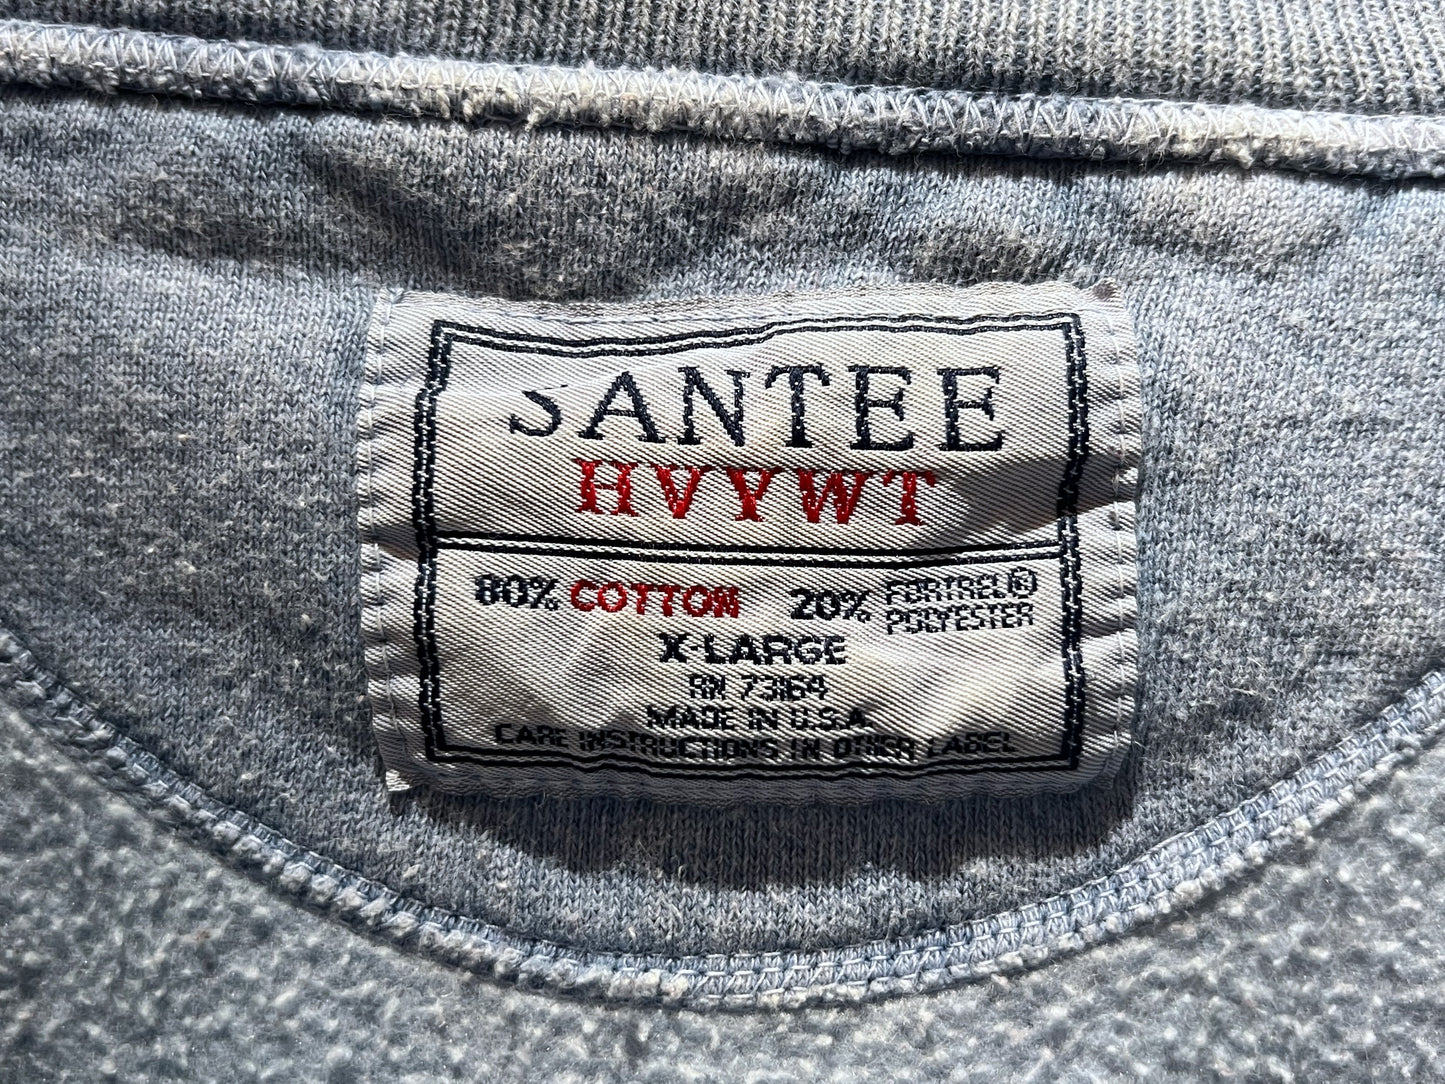 SANTEE
HVYWT
80% COTTON 20% FORTREL® POLYESTER
X-LARGE
RN 73164
MADE IN U.S.A.
CARE INSTRUCTIONS IN OTHER LABEL